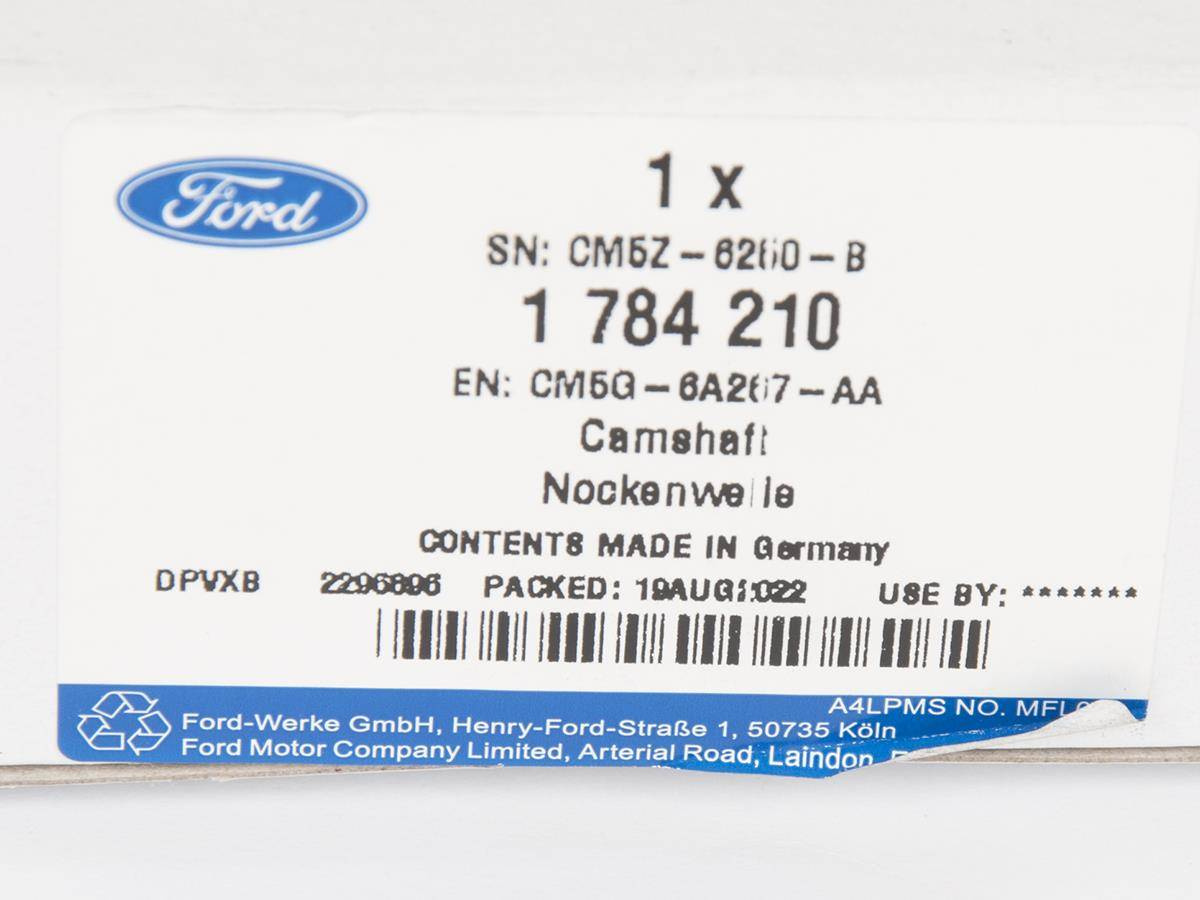 Ford
1 x
SN: CM5Z-6250-B
1 784 210
EN: CM5G-6A267-AA
Camshaft
Nockenwelle
CONTENTS MADE IN Germany
DPVXB 2296896 PACKED: 19AUG2022 USE BY: *******
A4LPMS NO.
Ford-Werke GmbH, Henry-Ford-Straße 1, 50735 Köln
Ford Motor Company Limited, Arterial Road, Laindon,